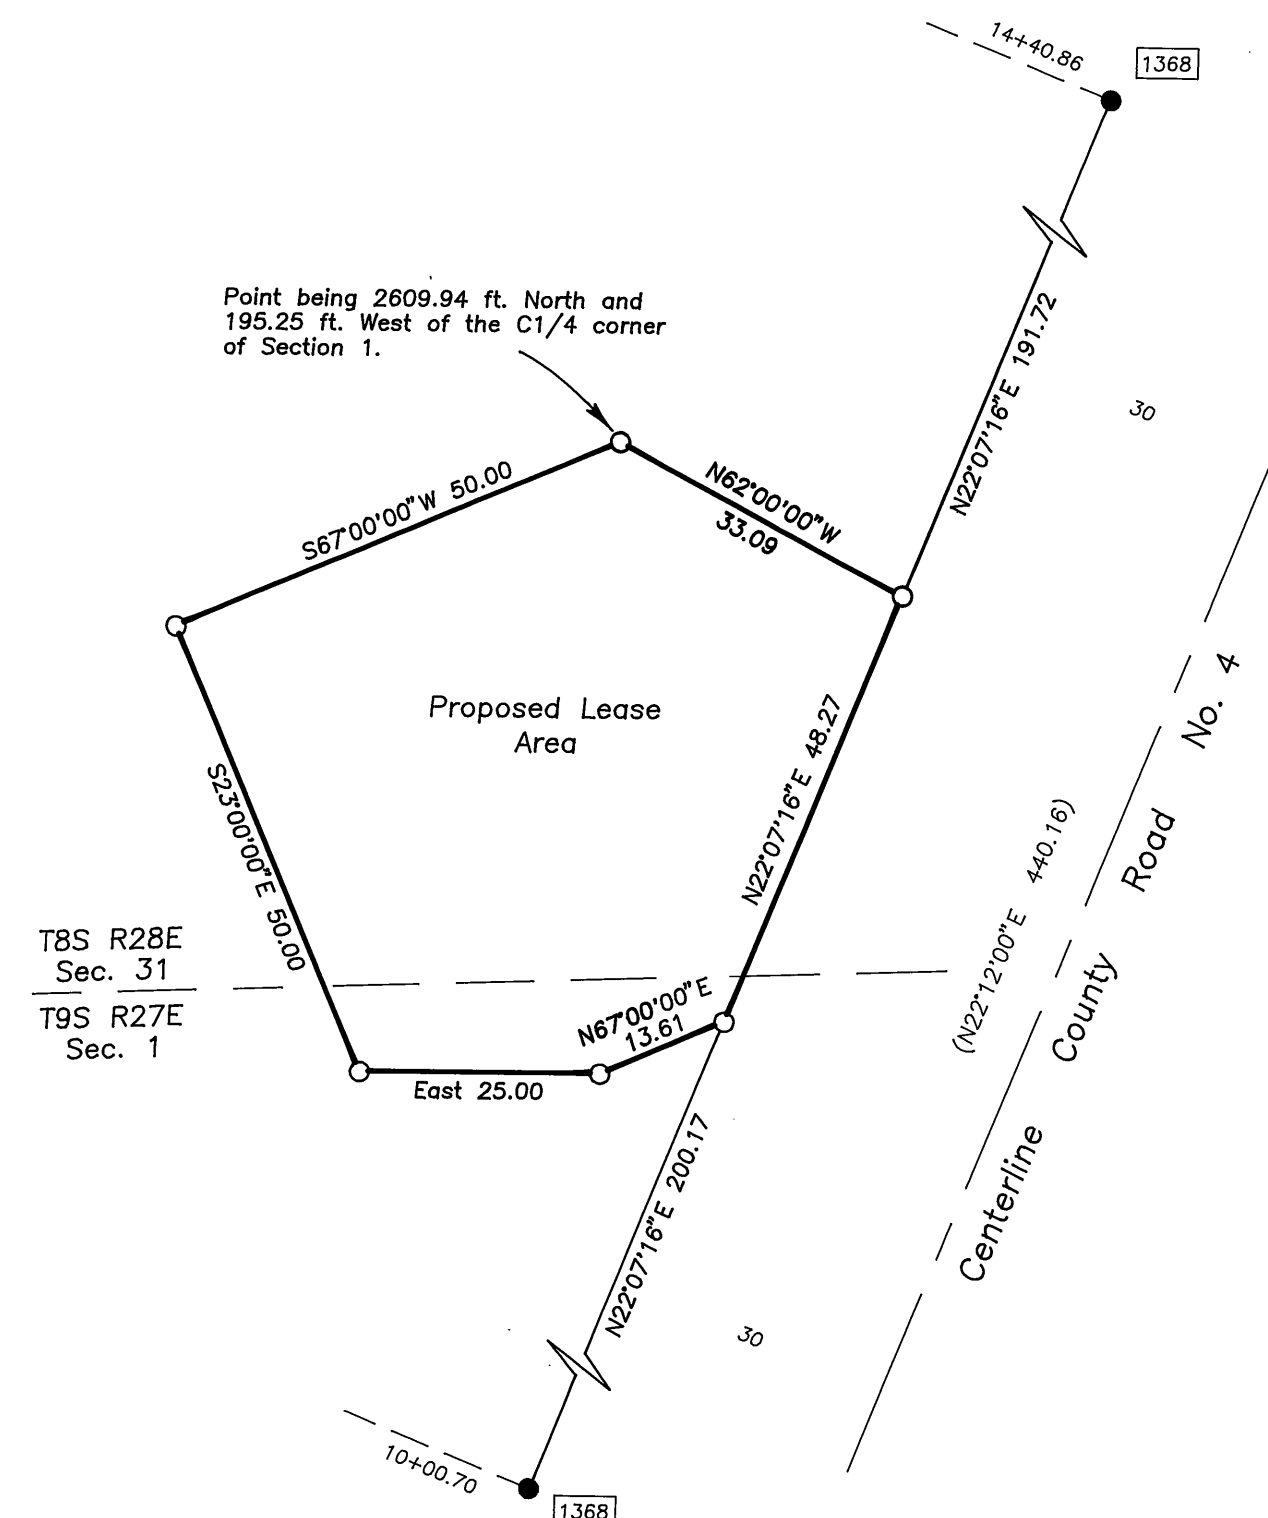 14+40.86
1368
Point being 2609.94 ft. North and
195.25 ft. West of the C1/4 corner
of Section 1.
N22°07'16"E 191.72
30
N62°00'00"W
33.09
S67°00'00"W 50.00
Proposed Lease
Area
N22°07'16"E 48.27
S23°00'00"E 50.00
(N22°12'00"E 440.16)
Centerline County Road No. 4
T8S R28E
Sec. 31
T9S R27E
Sec. 1
N67°00'00"E
13.61
East 25.00
N22°07'16"E 200.17
30
10+00.70
1368